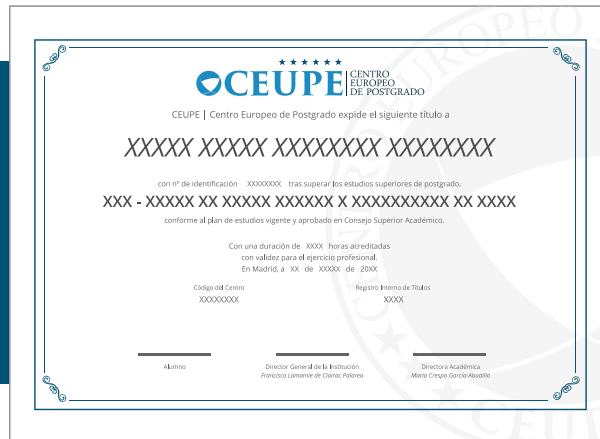 ★★★★★★
CEUPE CENTRO
EUROPEO
DE POSTGRADO
CEUPE | Centro Europeo de Postgrado expide el siguiente título a
XXXXX XXXXX XXXXXXXX XXXXXXXX
con nº de identificación XXXXXXXX tras superar los estudios superiores de postgrado,
XXX - XXXXX XX XXXXX XXXXXX X XXXXXXXXXX XX XXXX
conforme al plan de estudios vigente y aprobado en Consejo Superior Académico.
Con una duración de XXXX horas acreditadas
con validez para el ejercicio profesional.
En Madrid, a XX de XXXXX de 20XX
Código del Centro Registro Interno de Títulos
XXXXXXXX XXXX
Alumno Director General de la Institución Directora Académica
Francisco Lamamie de Clairac Palarea María Crespo García-Abadillo
CENTRO EUROPEO
CEUPE